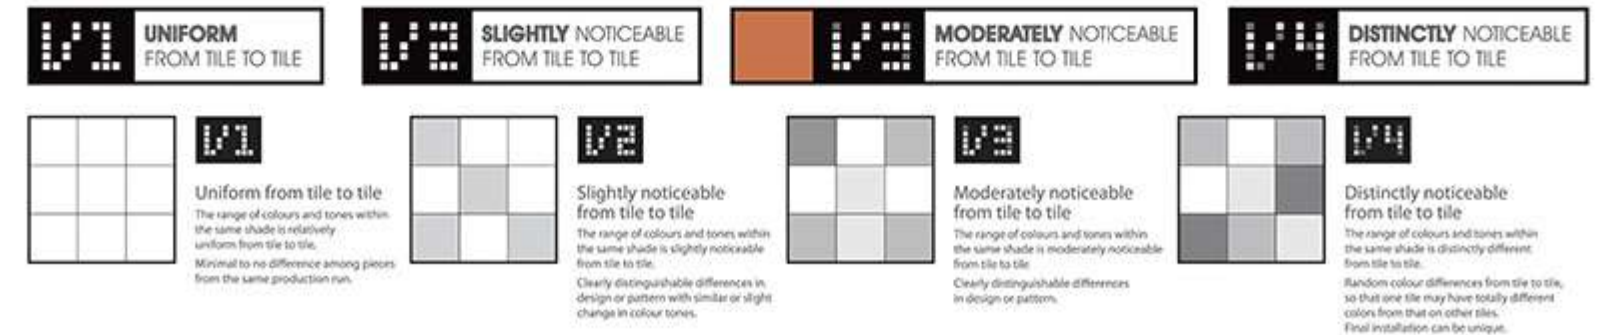 V1
UNIFORM
FROM TILE TO TILE
V2
SLIGHTLY NOTICEABLE
FROM TILE TO TILE
V3
MODERATELY NOTICEABLE
FROM TILE TO TILE
V4
DISTINCTLY NOTICEABLE
FROM TILE TO TILE
V1
Uniform from tile to tile
The range of colours and tones within
the same shade is relatively
uniform from tile to tile.
Minimal to no difference among pieces
from the same production run.
V2
Slightly noticeable
from tile to tile
The range of colours and tones within
the same shade is slightly noticeable
from tile to tile.
Clearly distinguishable differences in
design or pattern with similar or slight
change in colour tones.
V3
Moderately noticeable
from tile to tile
The range of colours and tones within
the same shade is moderately noticeable
from tile to tile
Clearly distinguishable differences
in design or pattern.
V4
Distinctly noticeable
from tile to tile
The range of colours and tones within
the same shade is distinctly different
from tile to tile.
Random colour differences from tile to tile,
so that one tile may have totally different
colors from that on other tiles.
Final installation can be unique.